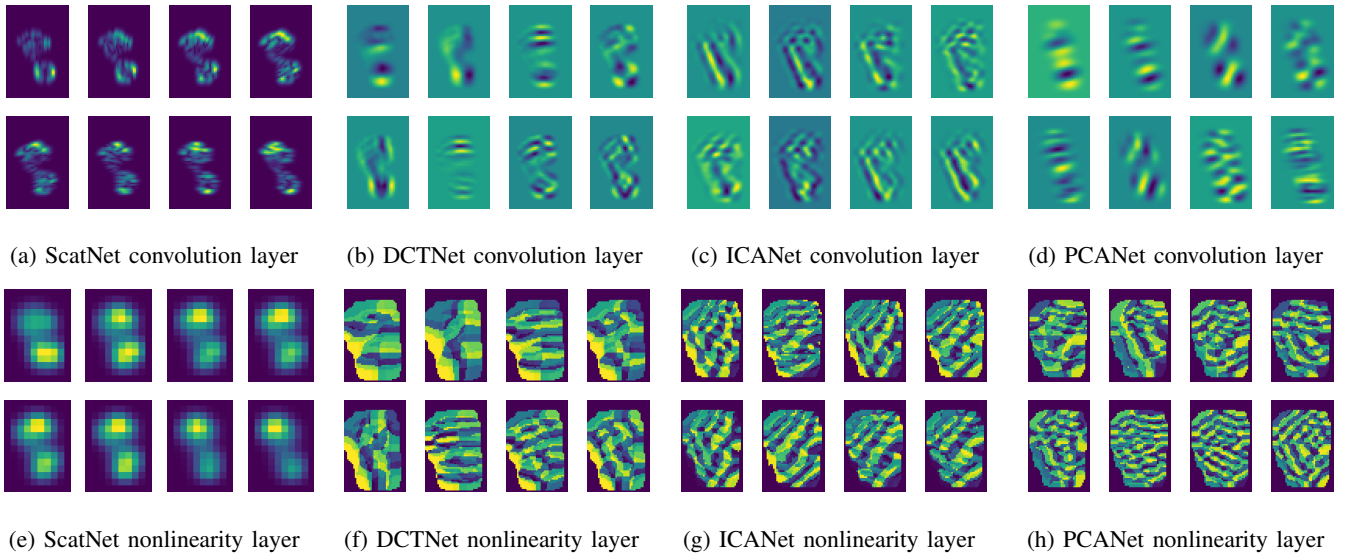 (a) ScatNet convolution layer
(b) DCTNet convolution layer
(c) ICANet convolution layer
(d) PCANet convolution layer
(e) ScatNet nonlinearity layer
(f) DCTNet nonlinearity layer
(g) ICANet nonlinearity layer
(h) PCANet nonlinearity layer